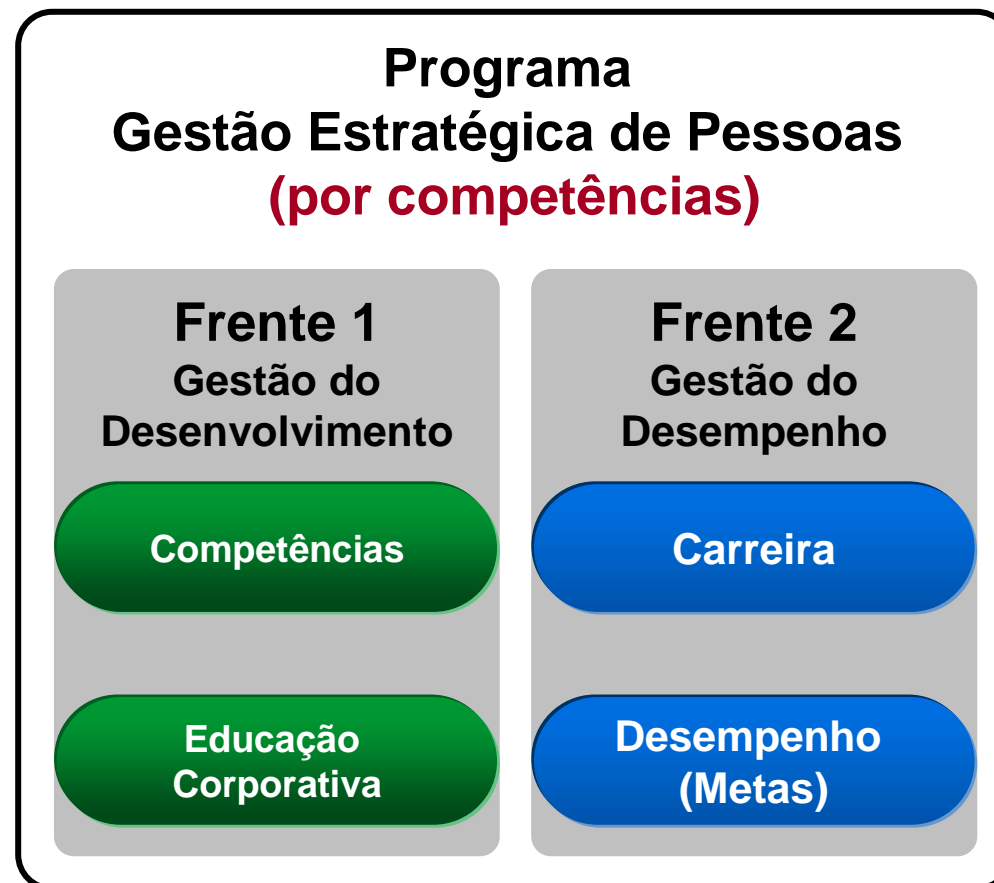 Programa
Gestão Estratégica de Pessoas
(por competências)
Frente 1
Gestão do
Desenvolvimento
Competências
Educação
Corporativa
Frente 2
Gestão do
Desempenho
Carreira
Desempenho
(Metas)